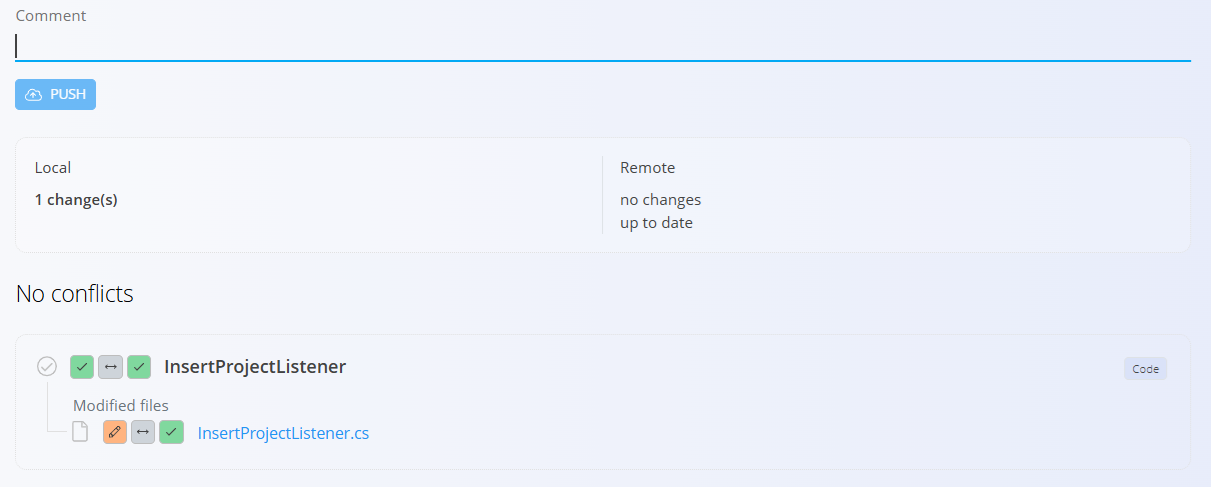 Comment
PUSH
Local
1 change(s)
Remote
no changes
up to date
No conflicts
InsertProjectListener
Code
Modified files
InsertProjectListener.cs